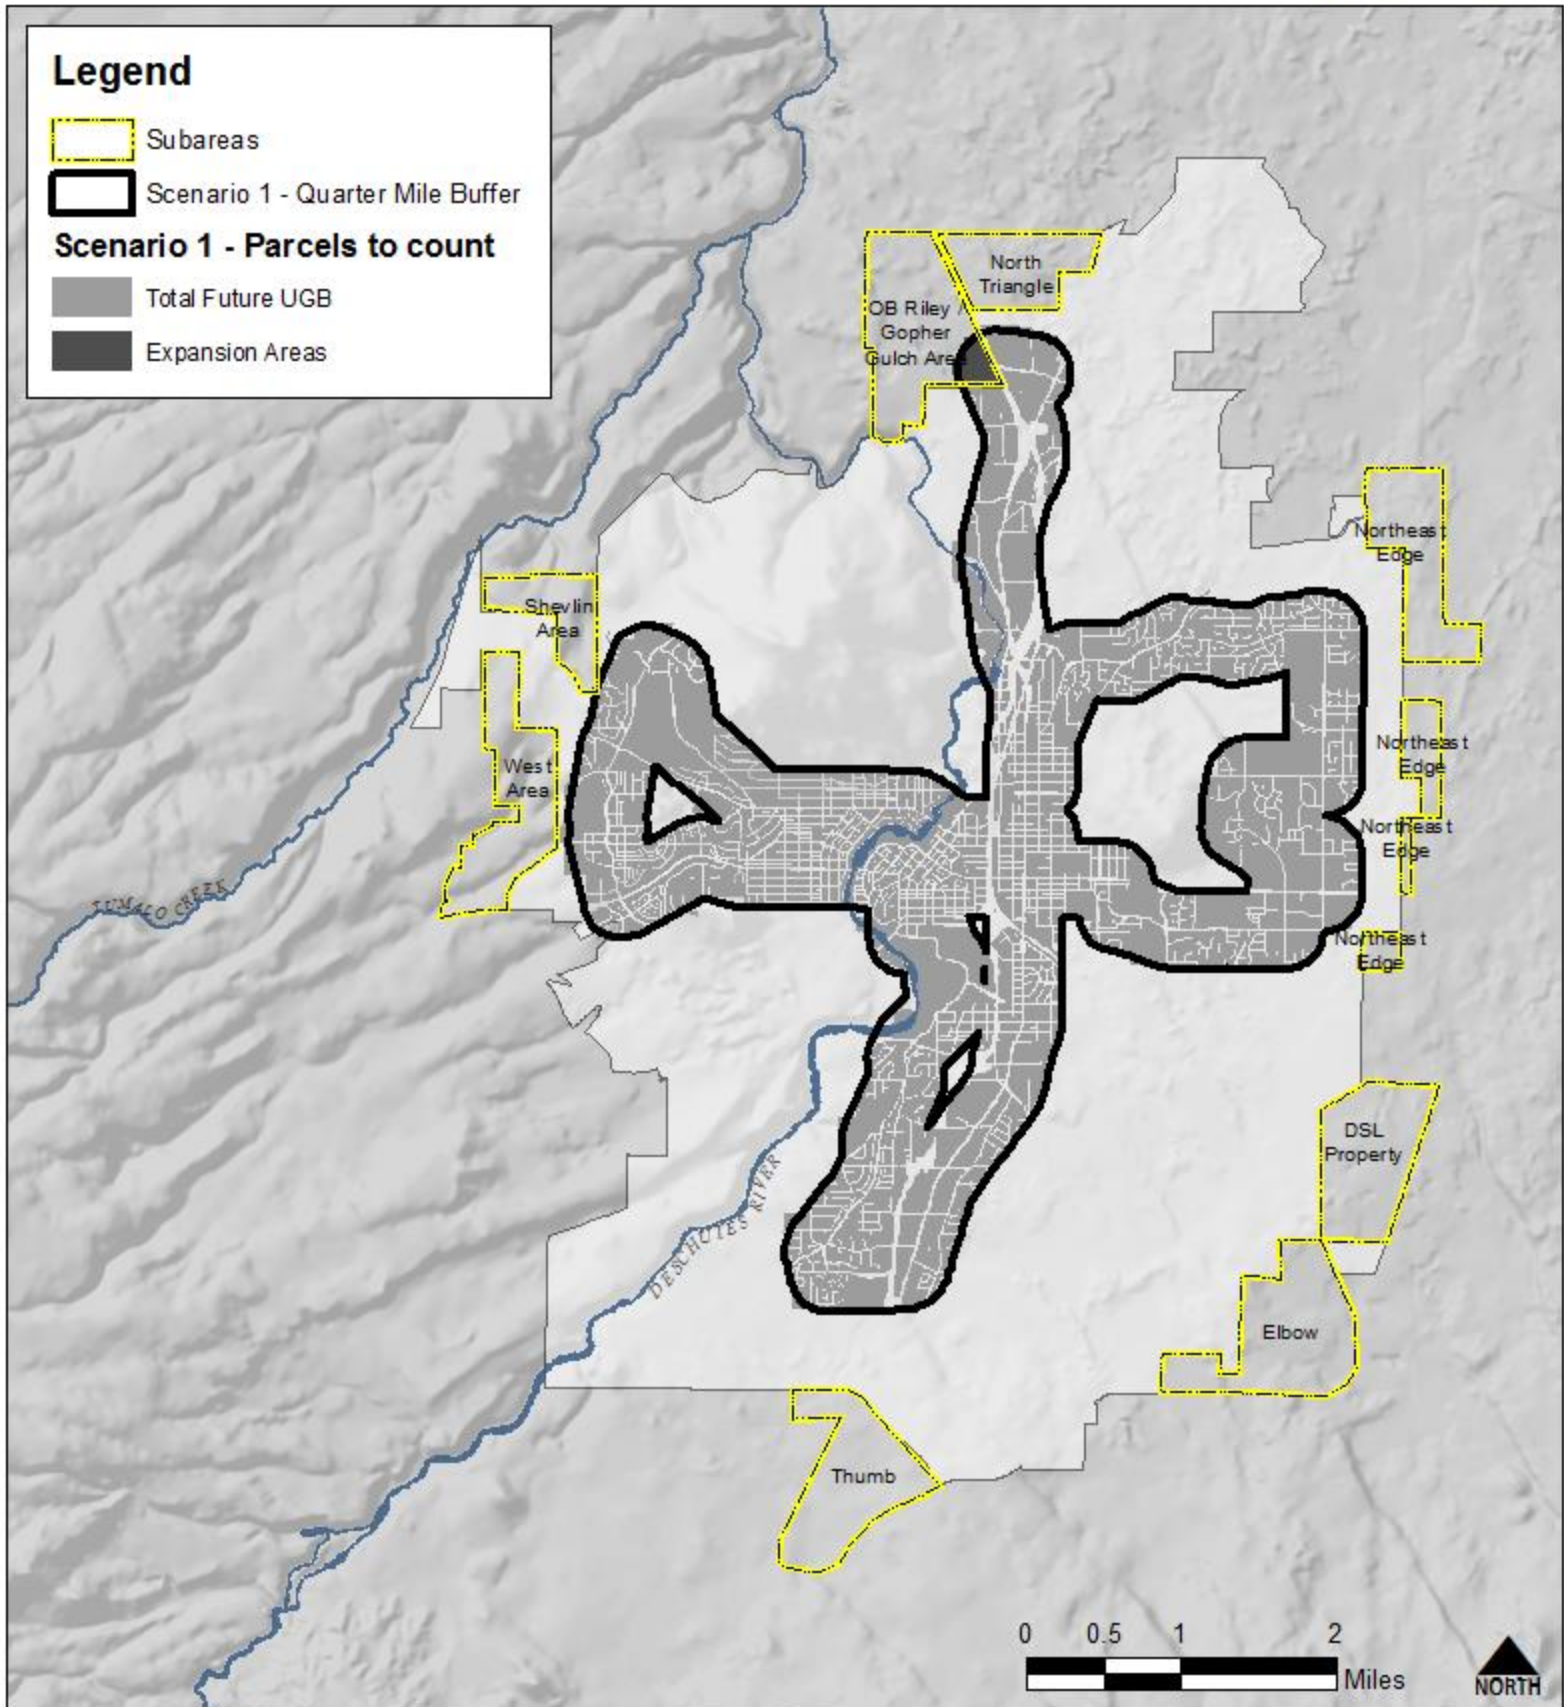 Legend
Subareas
Scenario 1 - Quarter Mile Buffer
Scenario 1 - Parcels to count
Total Future UGB
Expansion Areas
North
Triangle
OB Riley /
Gopher
Gulch Area
Northeast
Edge
Shevlin
Area
West
Area
Northeast
Edge
Northeast
Edge
TUMALO CREEK
Northeast
Edge
DSL
Property
DESCHUTES RIVER
Elbow
Thumb
0 0.5 1 2
Miles
NORTH